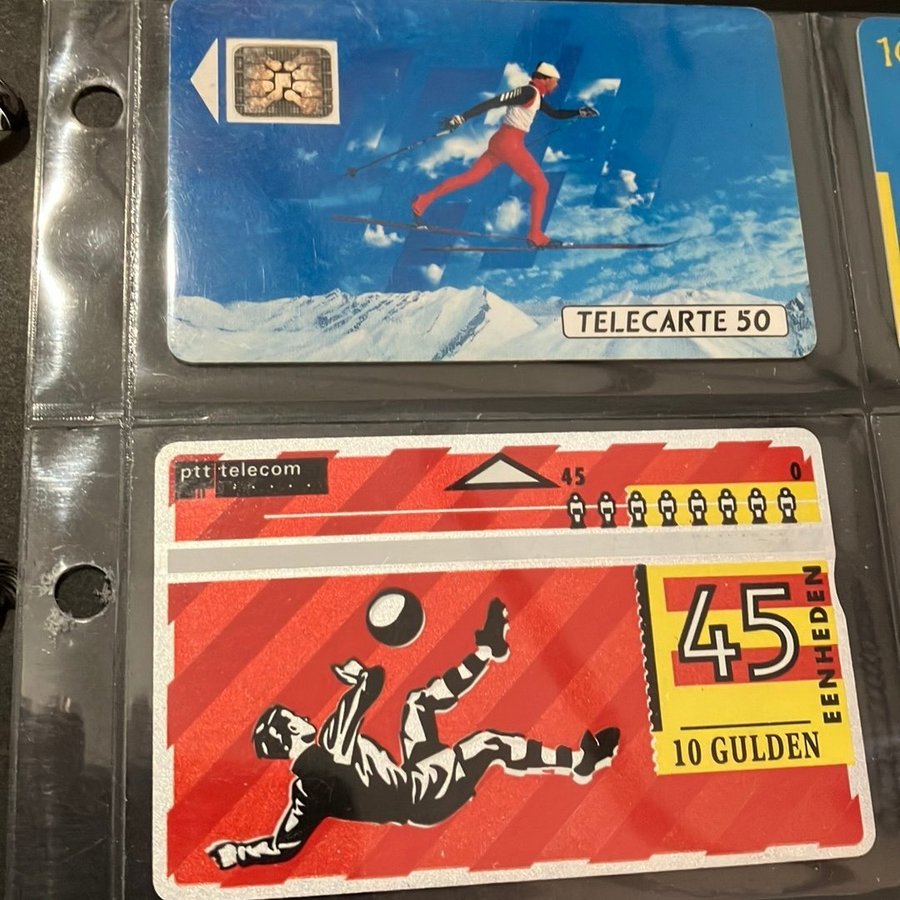 TELECARTE 50
ptt telecom
45
0
45
EENHEDEN
10 GULDEN